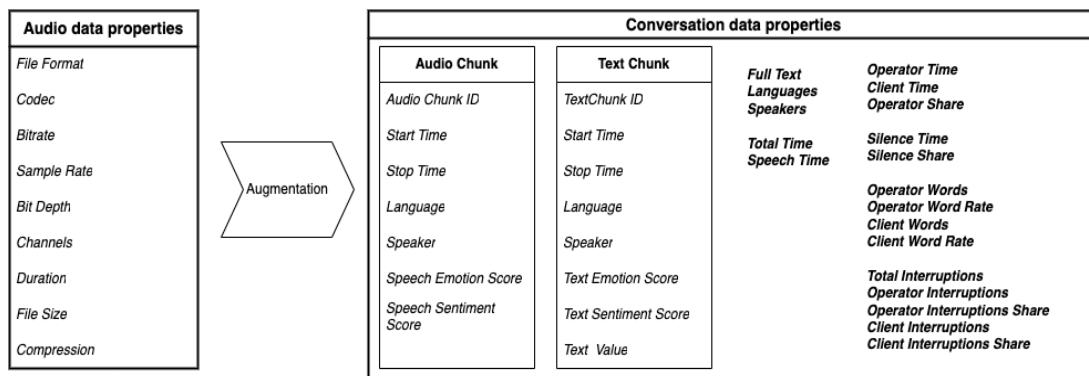 Audio data properties
File Format
Codec
Bitrate
Sample Rate
Bit Depth
Channels
Duration
File Size
Compression
Augmentation
Conversation data properties
Audio Chunk
Audio Chunk ID
Start Time
Stop Time
Language
Speaker
Speech Emotion Score
Speech Sentiment
Score
Text Chunk
TextChunk ID
Start Time
Stop Time
Language
Speaker
Text Emotion Score
Text Sentiment Score
Text Value
Full Text
Languages
Speakers
Total Time
Speech Time
Operator Time
Client Time
Operator Share
Silence Time
Silence Share
Operator Words
Operator Word Rate
Client Words
Client Word Rate
Total Interruptions
Operator Interruptions
Operator Interruptions Share
Client Interruptions
Client Interruptions Share